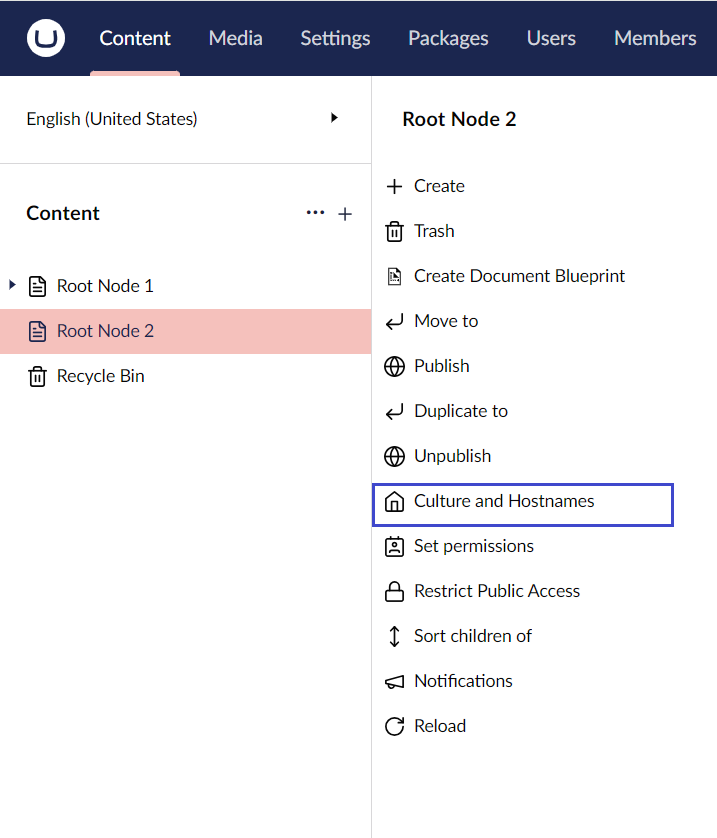 Content Media Settings Packages Users Members
English (United States)
Content
Root Node 1
Root Node 2
Recycle Bin
Root Node 2
Create
Trash
Create Document Blueprint
Move to
Publish
Duplicate to
Unpublish
Culture and Hostnames
Set permissions
Restrict Public Access
Sort children of
Notifications
Reload